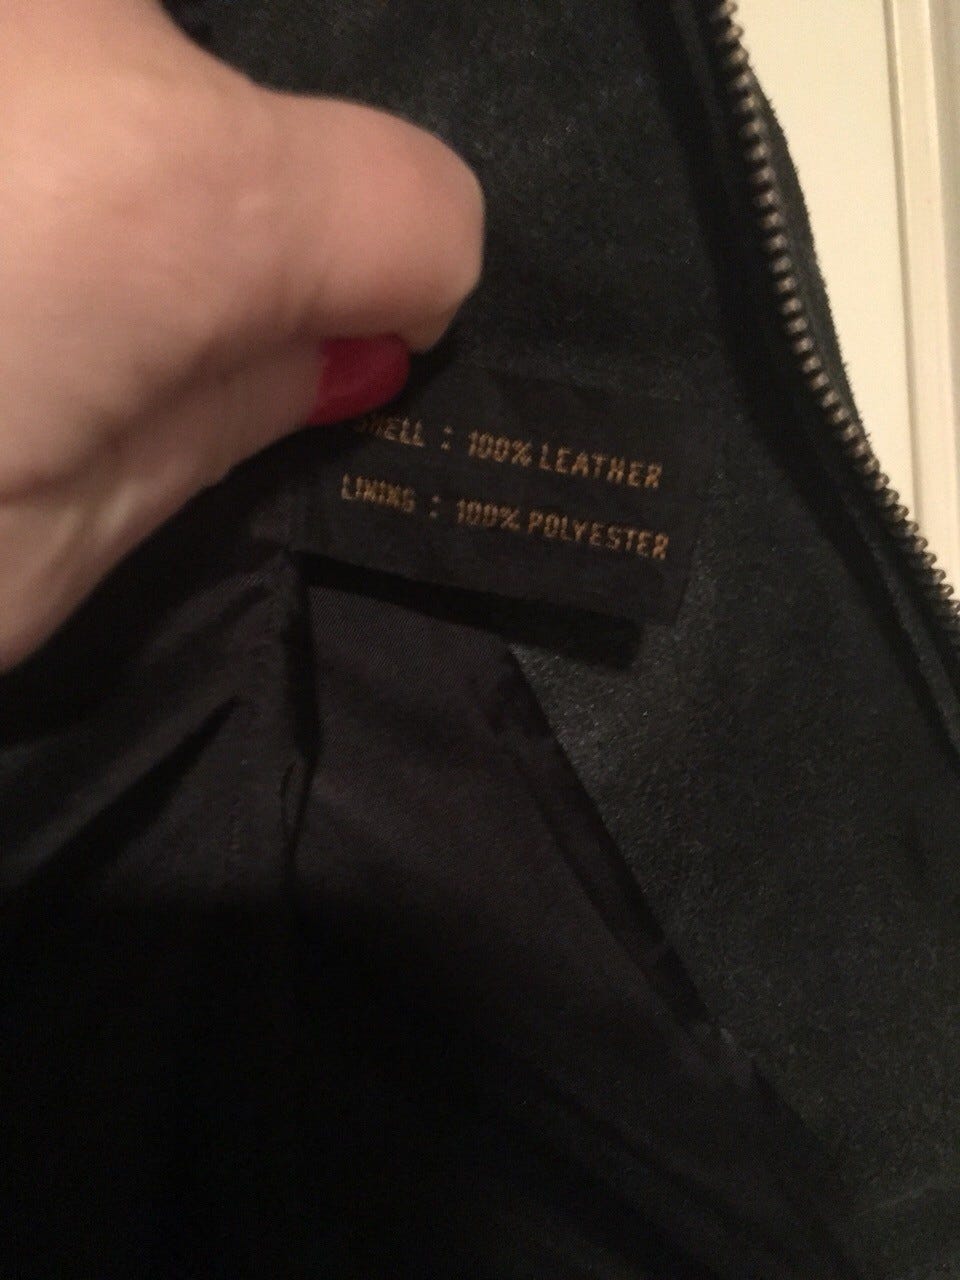 SHELL : 100% LEATHER
LINING : 100% POLYESTER